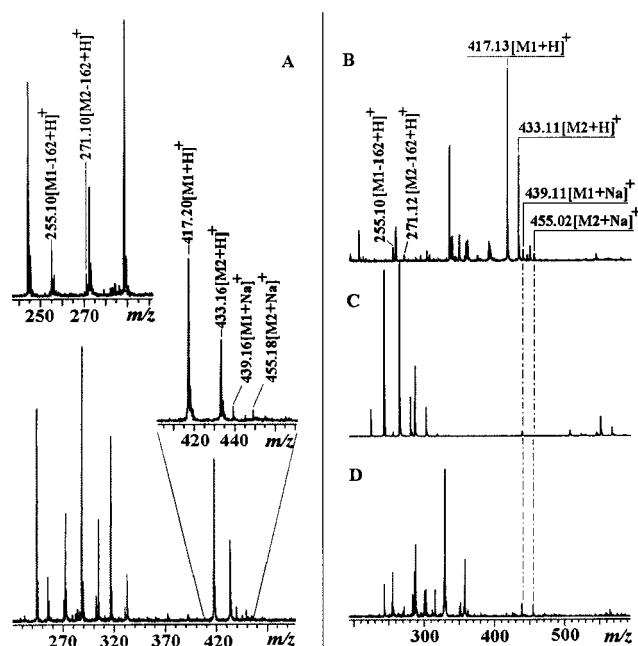 A
255.10[M1-162+H]+
271.10[M2-162+H]+
250 270 m/z
417.20[M1+H]+
433.16[M2+H]+
439.16[M1+Na]+
455.18[M2+Na]+
420 440 m/z
270 320 370 420 m/z
B
417.13[M1+H]+
255.10[M1-162+H]+
271.12[M2-162+H]+
433.11[M2+H]+
439.11[M1+Na]+
455.02[M2+Na]+
C
D
300 400 500 m/z